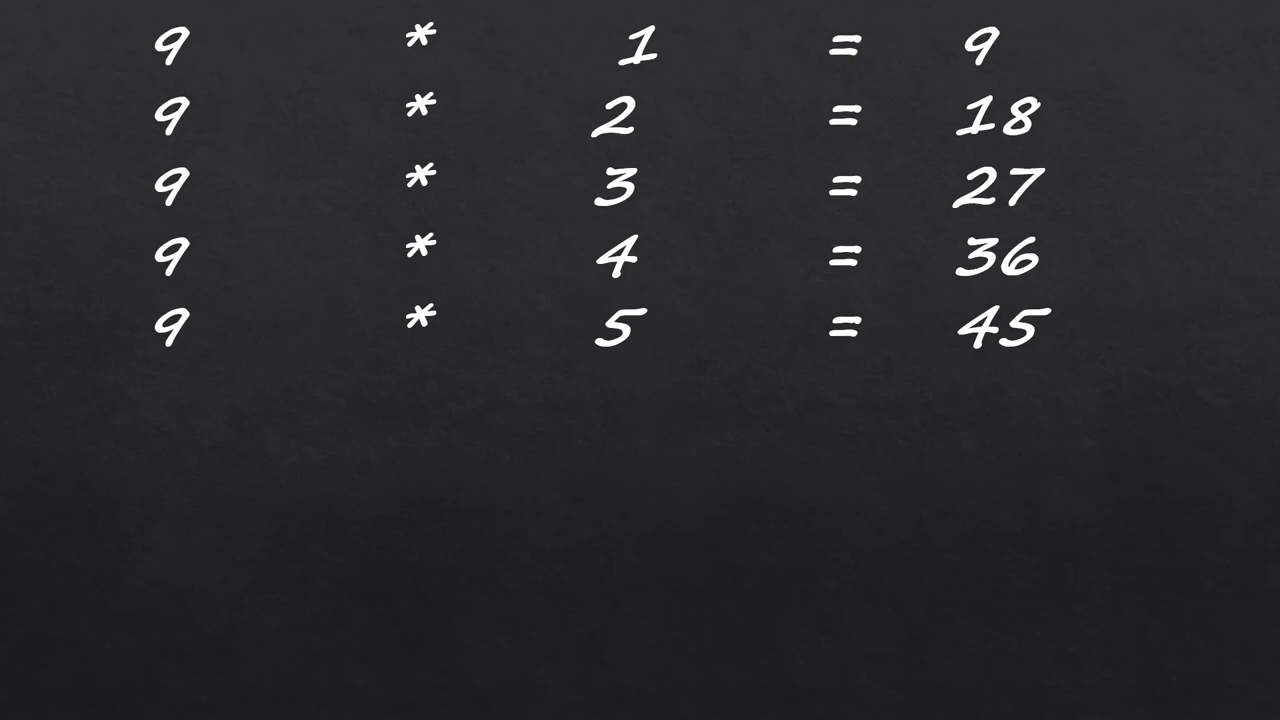 9 * 1 = 9
9 * 2 = 18
9 * 3 = 27
9 * 4 = 36
9 * 5 = 45